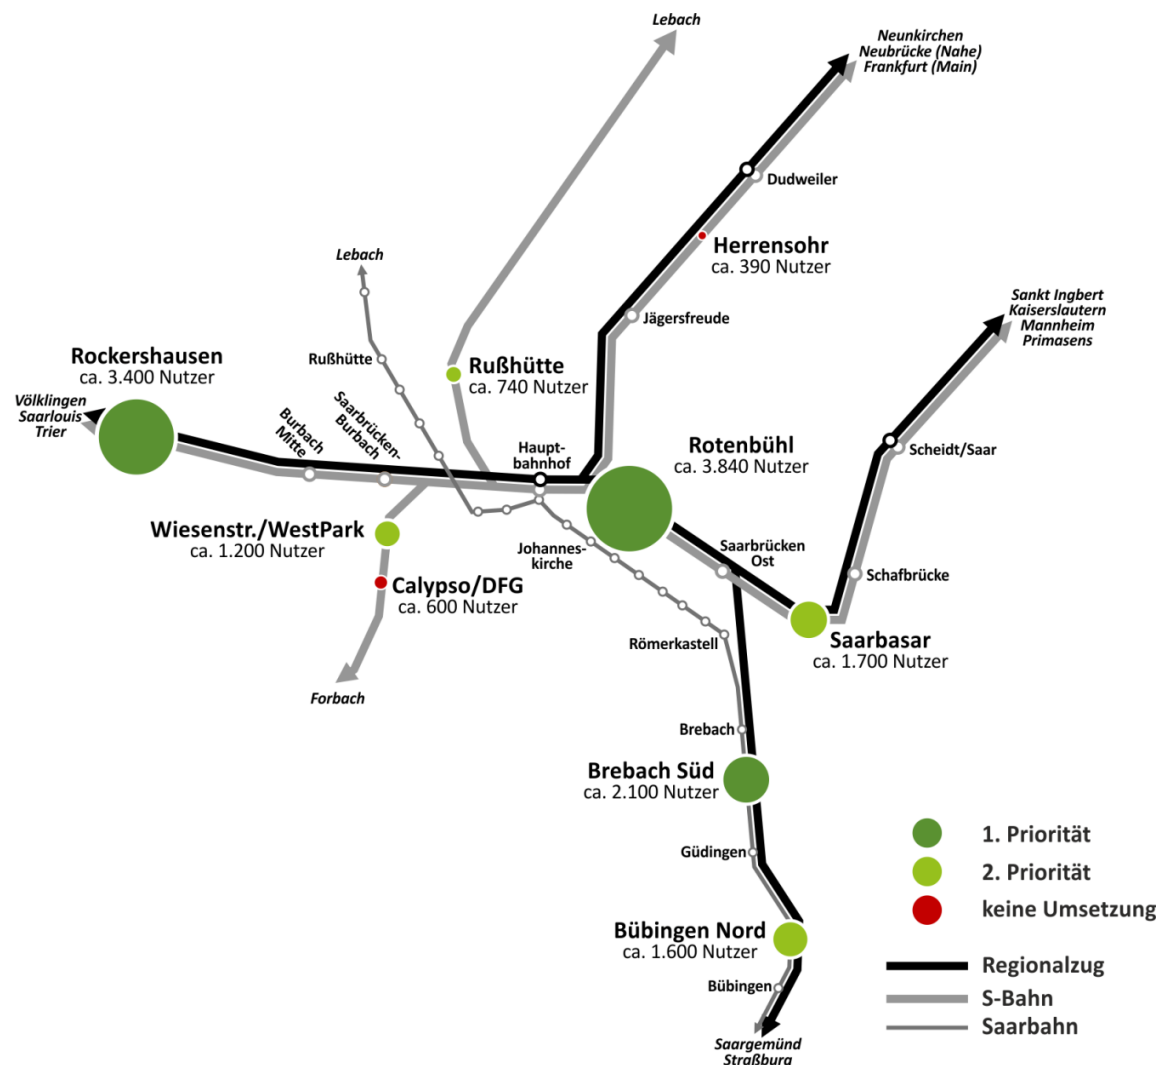 Lebach
Neunkirchen
Neubrücke (Nahe)
Frankfurt (Main)
Dudweiler
Herrensohr
ca. 390 Nutzer
Lebach
Sankt Ingbert
Kaiserslautern
Mannheim
Primasens
Jägersfreude
Rußhütte
Rockershausen
ca. 3.400 Nutzer
Rußhütte
ca. 740 Nutzer
Völklingen
Saarlouis
Trier
Burbach
Mitte
Saarbrücken-
Burbach
Haupt-
bahnhof
Rotenbühl
ca. 3.840 Nutzer
Scheidt/Saar
Wiesenstr./WestPark
ca. 1.200 Nutzer
Johannes-
kirche
Saarbrücken
Ost
Schafbrücke
Calypso/DFG
ca. 600 Nutzer
Römerkastell
Saarbasar
ca. 1.700 Nutzer
Forbach
Brebach
Brebach Süd
ca. 2.100 Nutzer
Güdingen
Bübingen Nord
ca. 1.600 Nutzer
Bübingen
Saargemünd
Straßburg
1. Priorität
2. Priorität
keine Umsetzung
Regionalzug
S-Bahn
Saarbahn